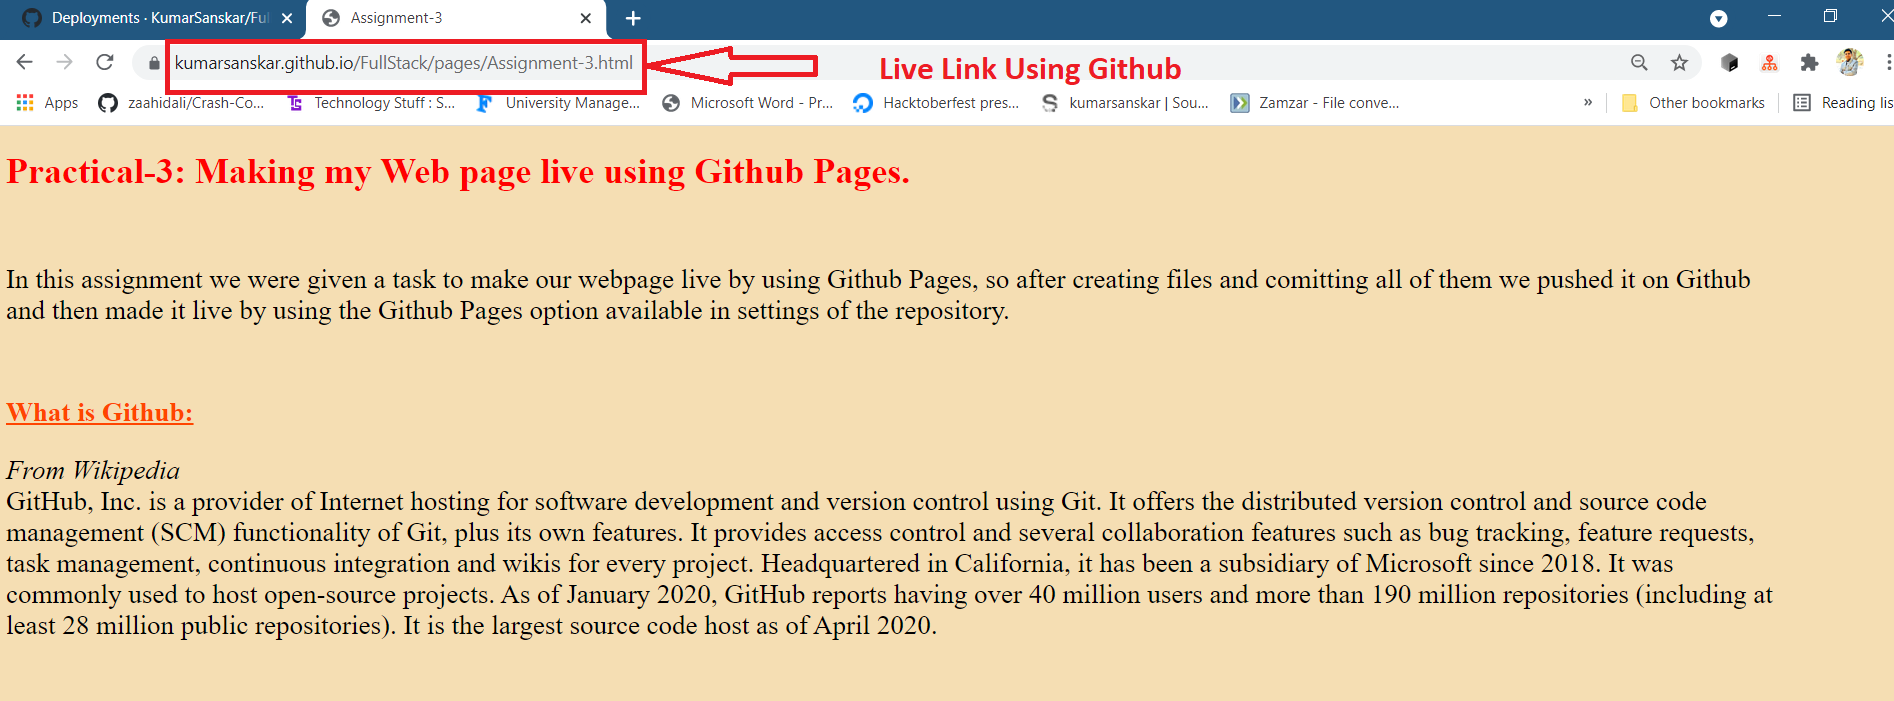 Deployments · KumarSanskar/Ful
Assignment-3
kumarsanskar.github.io/FullStack/pages/Assignment-3.html
Live Link Using Github
Apps
zaahidali/Crash-Co...
Technology Stuff : S...
University Manage...
Microsoft Word - Pr...
Hacktoberfest pres...
kumarsanskar | Sou...
Zamzar - File conve...
»
Other bookmarks
Reading lis
Practical-3: Making my Web page live using Github Pages.
In this assignment we were given a task to make our webpage live by using Github Pages, so after creating files and comitting all of them we pushed it on Github
and then made it live by using the Github Pages option available in settings of the repository.
What is Github:
From Wikipedia
GitHub, Inc. is a provider of Internet hosting for software development and version control using Git. It offers the distributed version control and source code
management (SCM) functionality of Git, plus its own features. It provides access control and several collaboration features such as bug tracking, feature requests,
task management, continuous integration and wikis for every project. Headquartered in California, it has been a subsidiary of Microsoft since 2018. It was
commonly used to host open-source projects. As of January 2020, GitHub reports having over 40 million users and more than 190 million repositories (including at
least 28 million public repositories). It is the largest source code host as of April 2020.